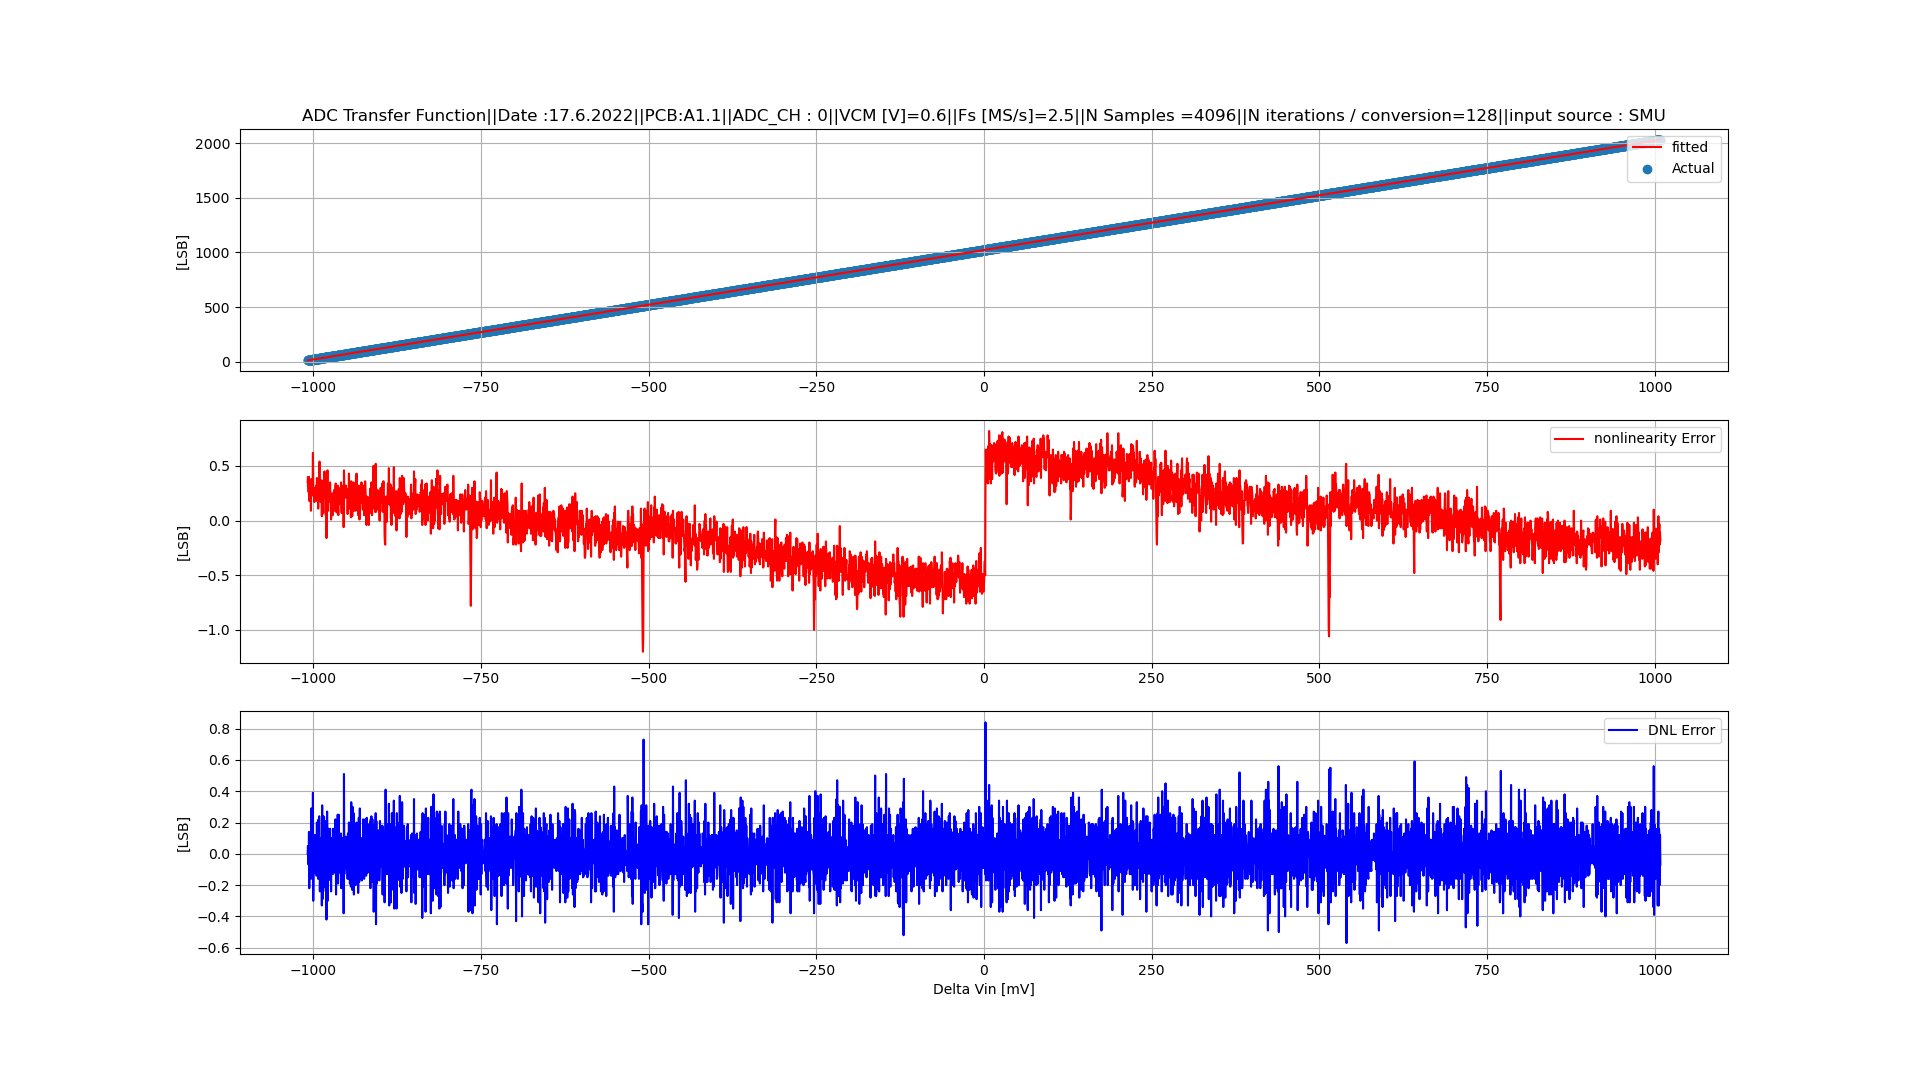 ADC Transfer Function||Date :17.6.2022||PCB:A1.1||ADC_CH : 0||VCM [V]=0.6||Fs [MS/s]=2.5||N Samples =4096||N iterations / conversion=128||input source : SMU
2000
1500
1000
500
0
[LSB]
fitted
Actual
−1000 −750 −500 −250 0 250 500 750 1000
0.5
0.0
−0.5
−1.0
[LSB]
nonlinearity Error
−1000 −750 −500 −250 0 250 500 750 1000
0.8
0.6
0.4
0.2
0.0
−0.2
−0.4
−0.6
[LSB]
DNL Error
−1000 −750 −500 −250 0 250 500 750 1000
Delta Vin [mV]